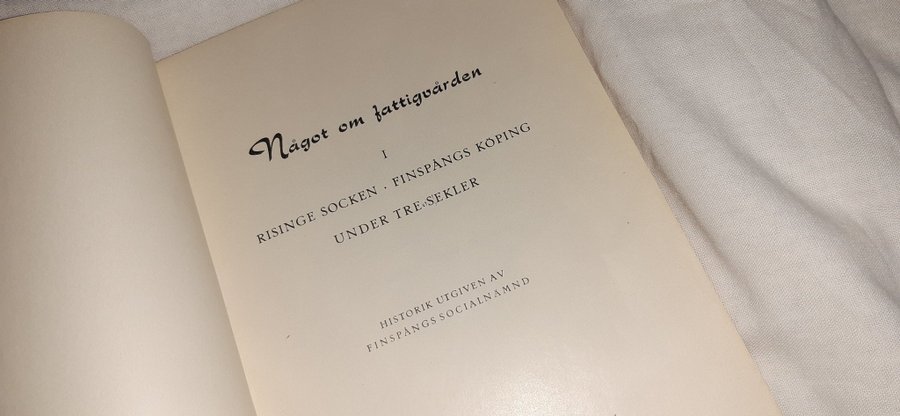 Något om fattigvården
I
RISINGE SOCKEN · FINSPÅNGS KÖPING
UNDER TRE SEKLER
HISTORIK UTGIVEN AV
FINSPÅNGS SOCIALNÄMND